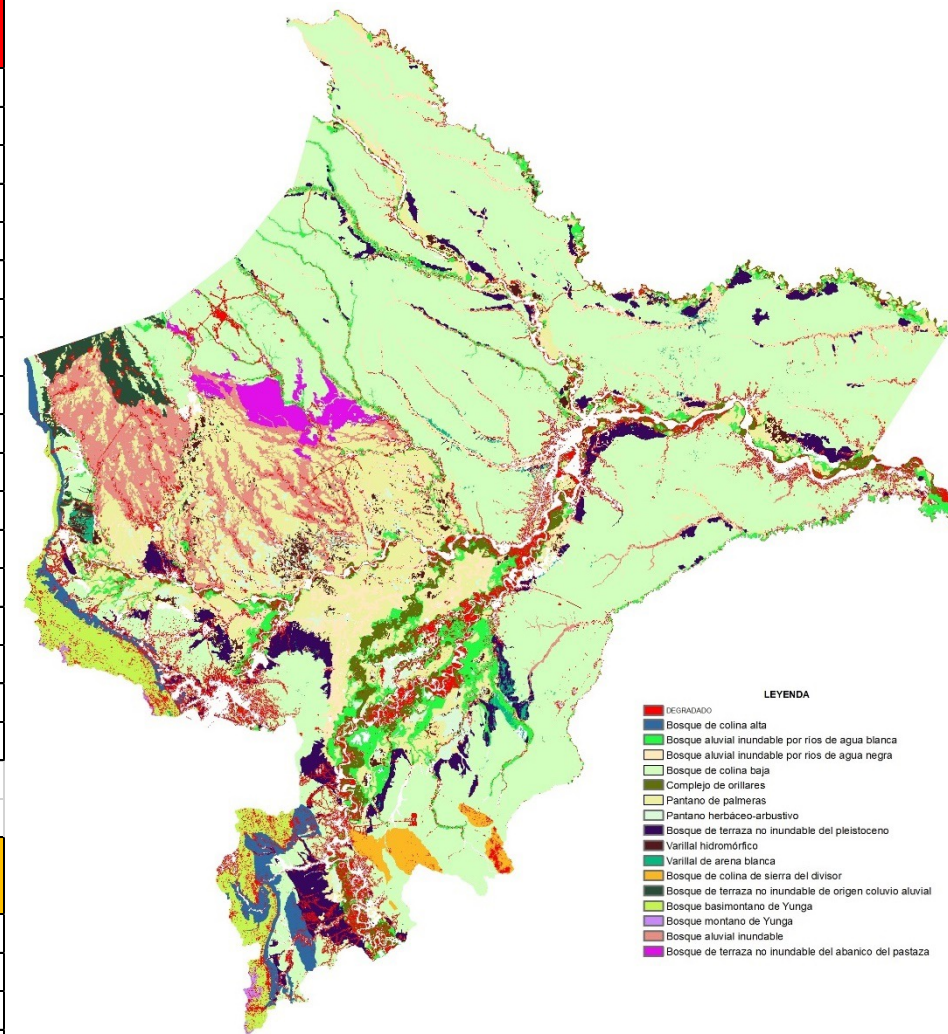 LEYENDA
DEGRADADO
Bosque de colina alta
Bosque aluvial inundable por ríos de agua blanca
Bosque aluvial inundable por ríos de agua negra
Bosque de colina baja
Complejo de orillares
Pantano de palmeras
Pantano herbáceo-arbustivo
Bosque de terraza no inundable del pleistoceno
Varillal hidromórfico
Varillal de arena blanca
Bosque de colina de sierra del divisor
Bosque de terraza no inundable de origen coluvio aluvial
Bosque basimontano de Yunga
Bosque montano de Yunga
Bosque aluvial inundable
Bosque de terraza no inundable del abanico del pastaza